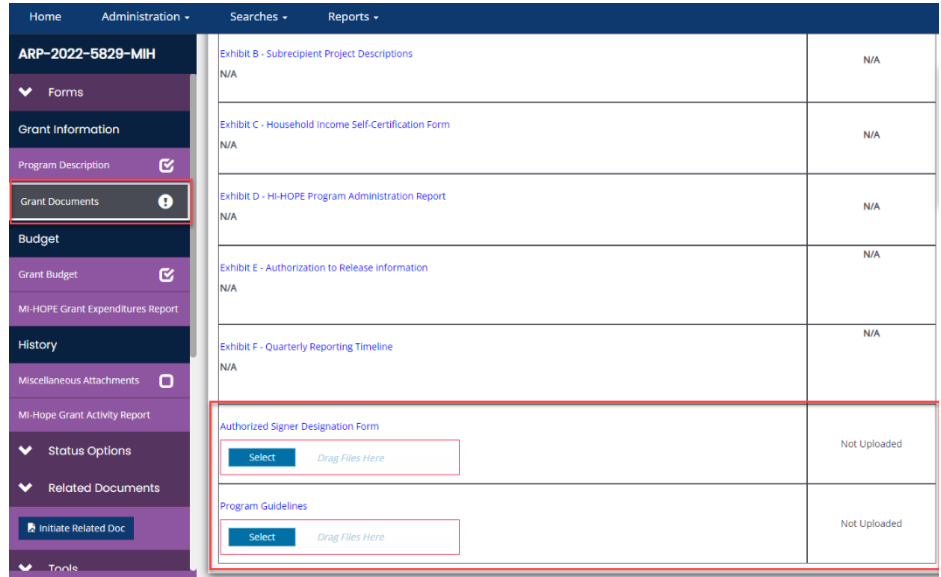 Home Administration Searches Reports
ARP-2022-5829-MIH
Forms
Grant Information
Program Description
Grant Documents
Budget
Grant Budget
MI-HOPE Grant Expenditures Report
History
Miscellaneous Attachments
MI-Hope Grant Activity Report
Status Options
Related Documents
Initiate Related Doc
Tools
Exhibit B - Subrecipient Project Descriptions
N/A
N/A
Exhibit C - Household Income Self-Certification Form
N/A
N/A
Exhibit D - HI-HOPE Program Administration Report
N/A
N/A
Exhibit E - Authorization to Release information
N/A
N/A
Exhibit F - Quarterly Reporting Timeline
N/A
N/A
Authorized Signer Designation Form
Select Drag Files Here
Not Uploaded
Program Guidelines
Select Drag Files Here
Not Uploaded